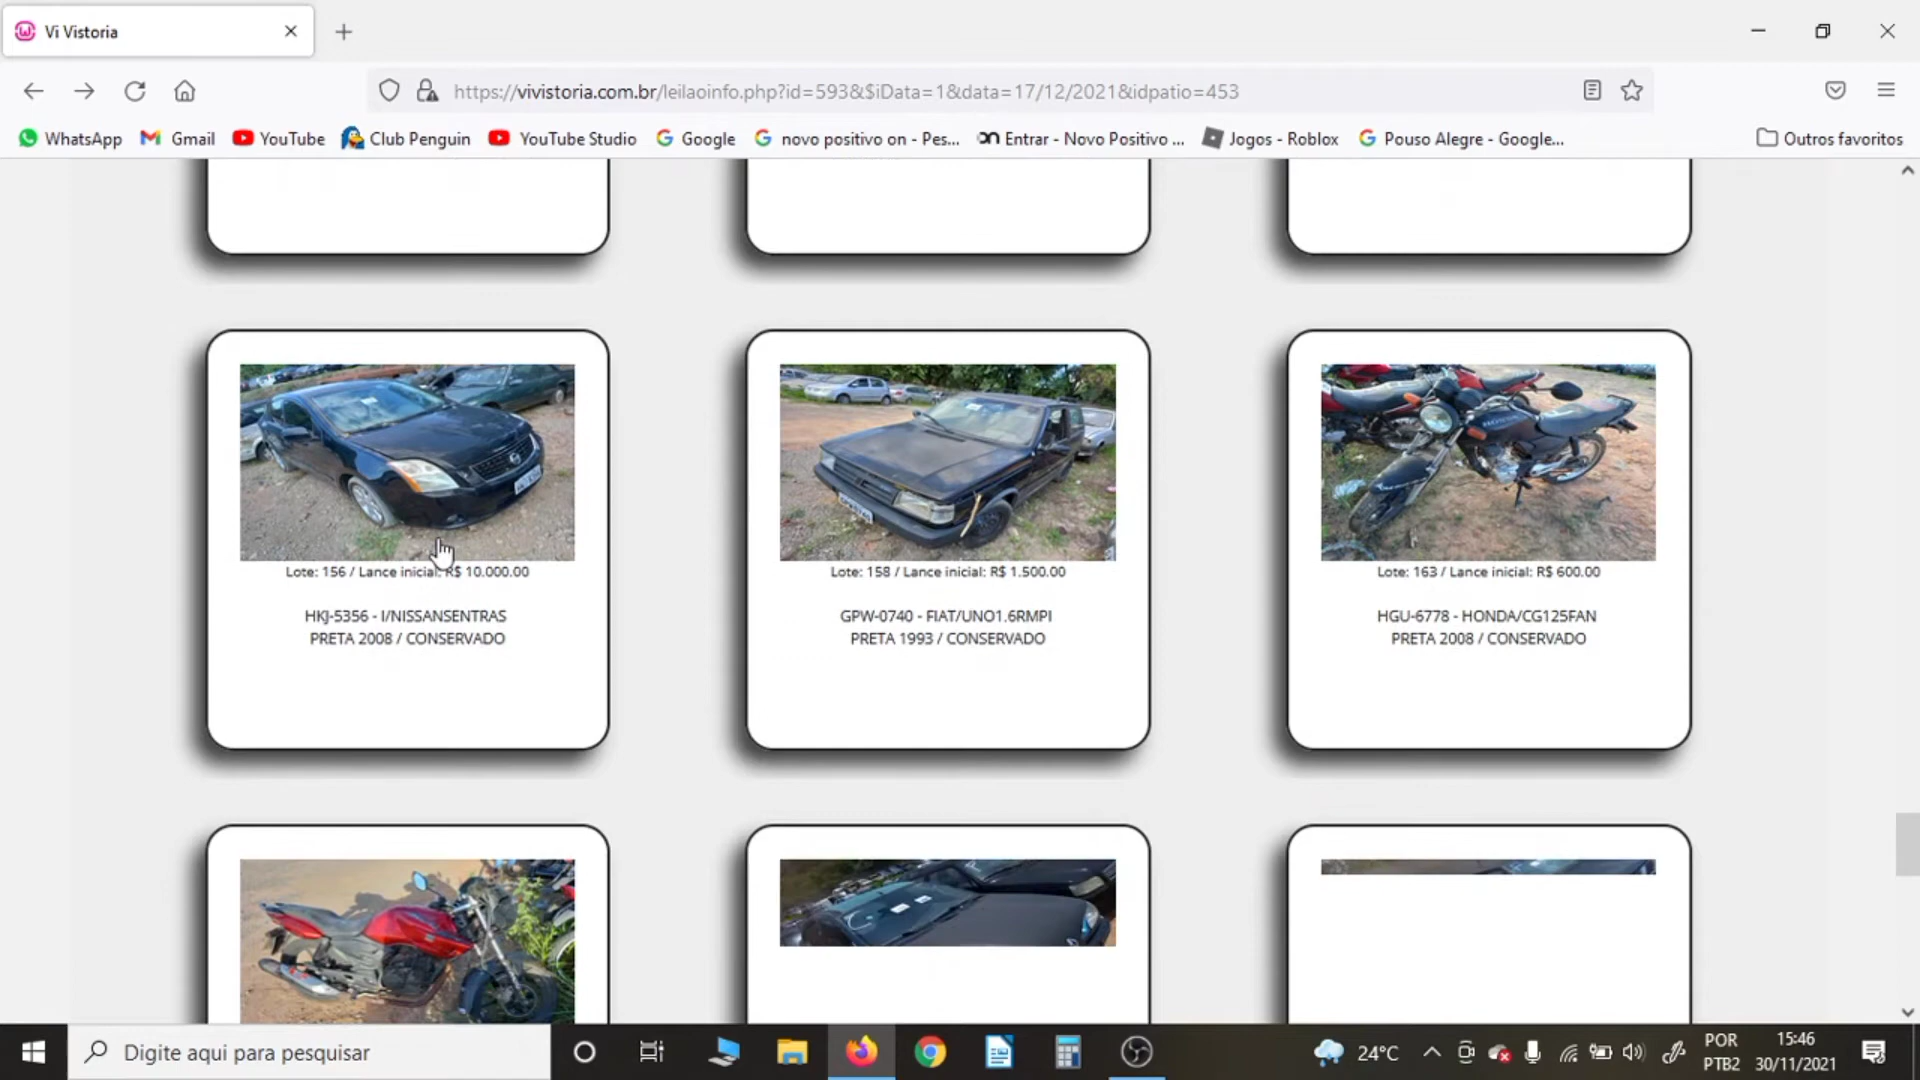 Vi Vistoria
https://vivistoria.com.br/leilaoinfo.php?id=593&$iData=1&data=17/12/2021&idpatio=453
WhatsApp Gmail YouTube Club Penguin YouTube Studio Google novo positivo on - Pes... Entrar - Novo Positivo ... Jogos - Roblox Pouso Alegre - Google... Outros favoritos
Lote: 156 / Lance inicial: R$ 10.000.00
HKJ-5356 - I/NISSANSENTRAS
PRETA 2008 / CONSERVADO
Lote: 158 / Lance inicial: R$ 1.500.00
GPW-0740 - FIAT/UNO1.6RMPI
PRETA 1993 / CONSERVADO
Lote: 163 / Lance inicial: R$ 600.00
HGU-6778 - HONDA/CG125FAN
PRETA 2008 / CONSERVADO
Digite aqui para pesquisar
24°C
POR
PTB2
15:46
30/11/2021